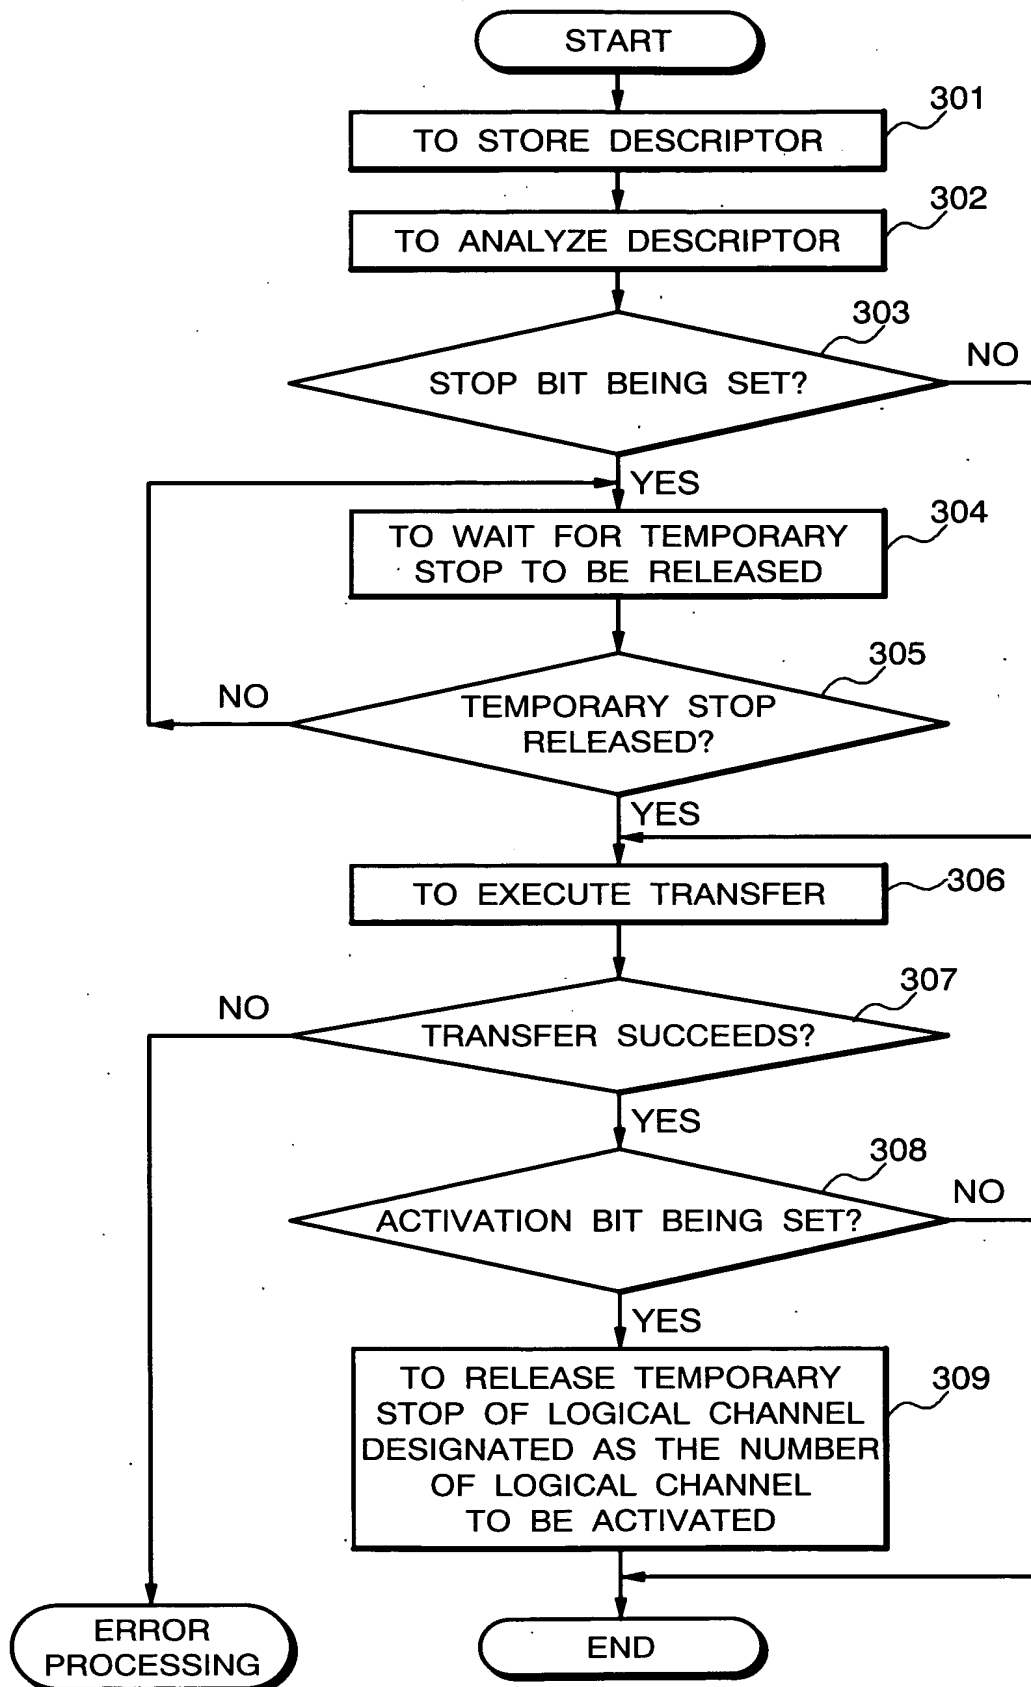 START
301
TO STORE DESCRIPTOR
302
TO ANALYZE DESCRIPTOR
303
STOP BIT BEING SET?
NO
YES
304
TO WAIT FOR TEMPORARY
STOP TO BE RELEASED
305
NO
TEMPORARY STOP
RELEASED?
YES
TO EXECUTE TRANSFER
306
307
NO
TRANSFER SUCCEEDS?
YES
308
NO
ACTIVATION BIT BEING SET?
YES
TO RELEASE TEMPORARY
STOP OF LOGICAL CHANNEL
DESIGNATED AS THE NUMBER
OF LOGICAL CHANNEL
TO BE ACTIVATED
309
ERROR
PROCESSING
END